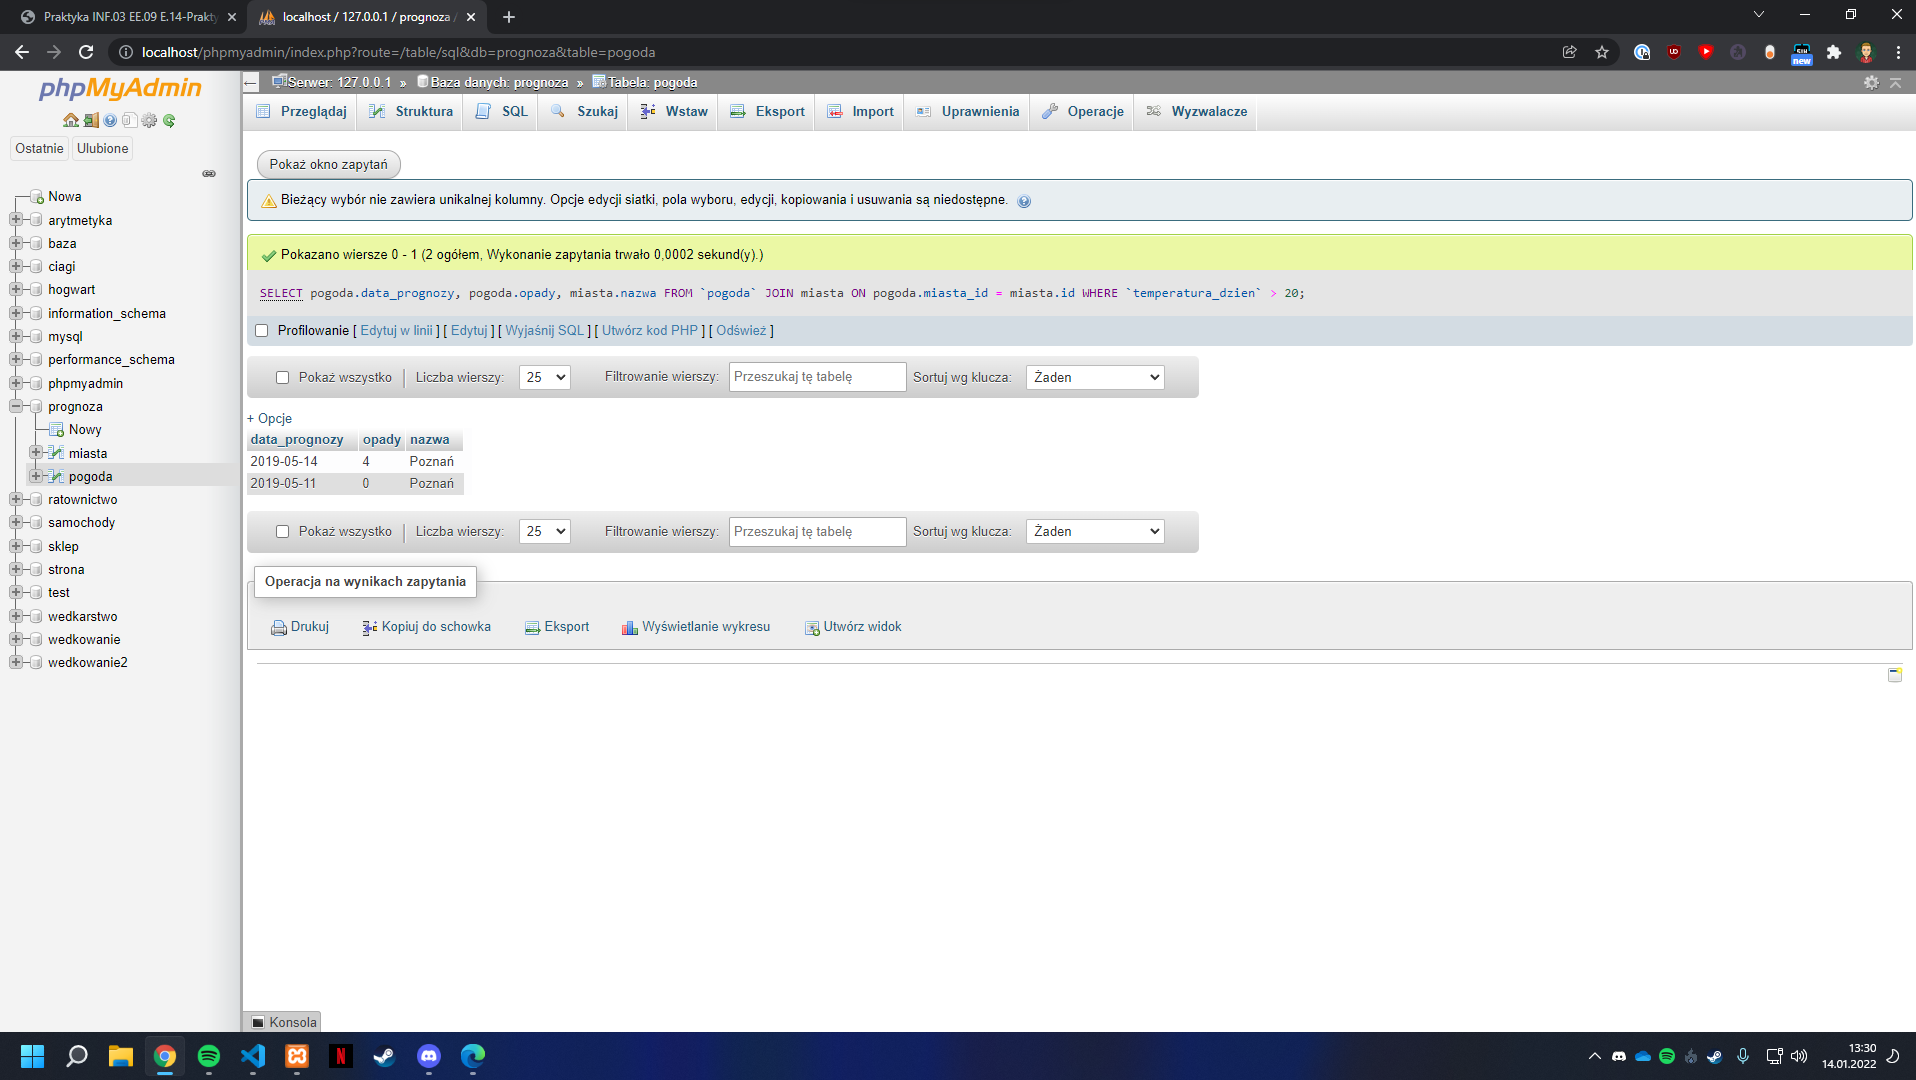 Praktyka INF.03 EE.09 E.14-Prakty
localhost / 127.0.0.1 / prognoza /
localhost/phpmyadmin/index.php?route=/table/sql&db=prognoza&table=pogoda
new
phpMyAdmin
Ostatnie
Ulubione
Nowa
arytmetyka
baza
ciagi
hogwart
information_schema
mysql
performance_schema
phpmyadmin
prognoza
Nowy
miasta
pogoda
ratownictwo
samochody
sklep
strona
test
wedkarstwo
wedkowanie
wedkowanie2
Serwer: 127.0.0.1 » Baza danych: prognoza » Tabela: pogoda
Przeglądaj Struktura SQL Szukaj Wstaw Eksport Import Uprawnienia Operacje Wyzwalacze
Pokaż okno zapytań
Bieżący wybór nie zawiera unikalnej kolumny. Opcje edycji siatki, pola wyboru, edycji, kopiowania i usuwania są niedostępne.
Pokazano wiersze 0 - 1 (2 ogółem, Wykonanie zapytania trwało 0,0002 sekund(y).)
SELECT pogoda.data_prognozy, pogoda.opady, miasta.nazwa FROM `pogoda` JOIN miasta ON pogoda.miasta_id = miasta.id WHERE `temperatura_dzien` > 20;
Profilowanie [ Edytuj w linii ] [ Edytuj ] [ Wyjaśnij SQL ] [ Utwórz kod PHP ] [ Odśwież ]
Pokaż wszystko Liczba wierszy: 25 Filtrowanie wierszy: Przeszukaj tę tabelę Sortuj wg klucza: Żaden
+ Opcje
data_prognozy opady nazwa
2019-05-14 4 Poznań
2019-05-11 0 Poznań
Pokaż wszystko Liczba wierszy: 25 Filtrowanie wierszy: Przeszukaj tę tabelę Sortuj wg klucza: Żaden
Operacja na wynikach zapytania
Drukuj Kopiuj do schowka Eksport Wyświetlanie wykresu Utwórz widok
Konsola
13:30
14.01.2022